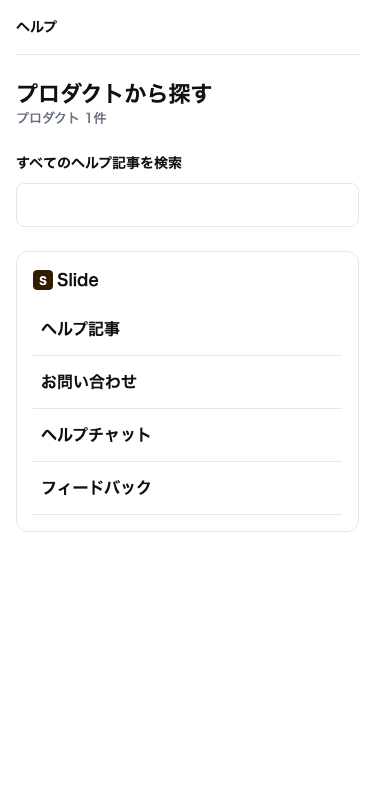 ヘルプ
プロダクトから探す
プロダクト 1件
すべてのヘルプ記事を検索
S Slide
ヘルプ記事
お問い合わせ
ヘルプチャット
フィードバック